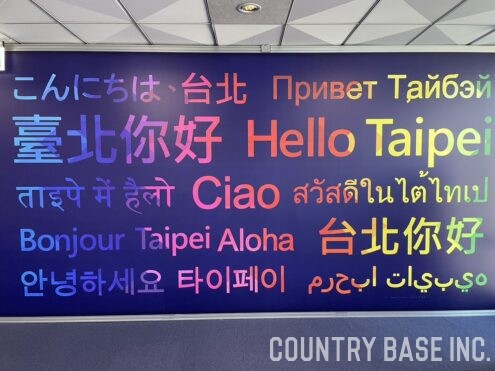 こんにちは、台北 Привет Тайбэй
臺北你好 Hello Taipei
ताइपे में हैलो Ciao สวัสดีในไต้ไทเป
Bonjour Taipei Aloha 台北你好
안녕하세요 타이페이 هيبيات ابحرم
COUNTRY BASE INC.